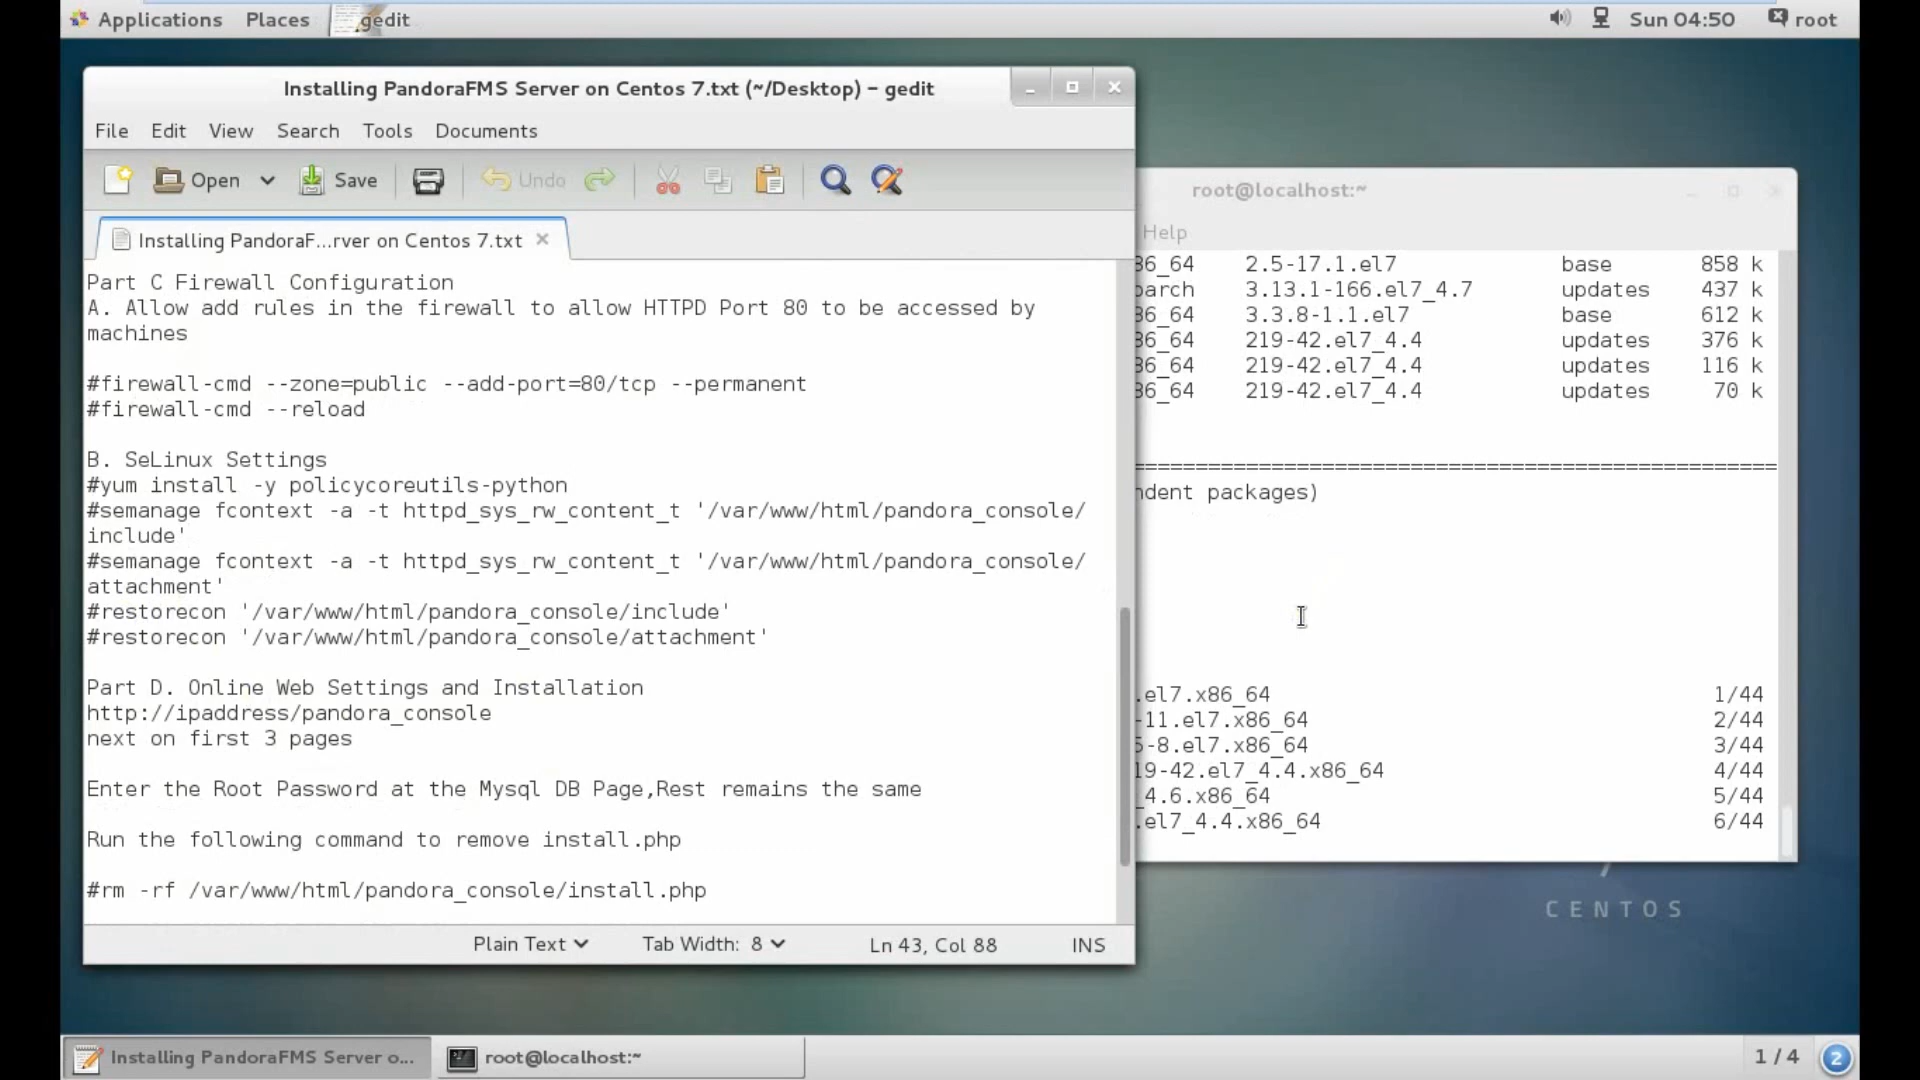 Applications Places gedit Sun 04:50 root
Installing PandoraFMS Server on Centos 7.txt (~/Desktop) – gedit
File Edit View Search Tools Documents
Open Save Undo
Installing PandoraF...rver on Centos 7.txt
Part C Firewall Configuration
A. Allow add rules in the firewall to allow HTTPD Port 80 to be accessed by
machines
#firewall-cmd --zone=public --add-port=80/tcp --permanent
#firewall-cmd --reload
B. SeLinux Settings
#yum install -y policycoreutils-python
#semanage fcontext -a -t httpd_sys_rw_content_t '/var/www/html/pandora_console/
include'
#semanage fcontext -a -t httpd_sys_rw_content_t '/var/www/html/pandora_console/
attachment'
#restorecon '/var/www/html/pandora_console/include'
#restorecon '/var/www/html/pandora_console/attachment'
Part D. Online Web Settings and Installation
http://ipaddress/pandora_console
next on first 3 pages
Enter the Root Password at the Mysql DB Page,Rest remains the same
Run the following command to remove install.php
#rm -rf /var/www/html/pandora_console/install.php
Plain Text Tab Width: 8 Ln 43, Col 88 INS
root@localhost:~
Help
86_64 2.5-17.1.el7 base 858 k
oarch 3.13.1-166.el7_4.7 updates 437 k
86_64 3.3.8-1.1.el7 base 612 k
86_64 219-42.el7_4.4 updates 376 k
86_64 219-42.el7_4.4 updates 116 k
86_64 219-42.el7_4.4 updates 70 k
==================================================
ndent packages)
.el7.x86_64 1/44
-11.el7.x86_64 2/44
5-8.el7.x86_64 3/44
19-42.el7_4.4.x86_64 4/44
_4.6.x86_64 5/44
.el7_4.4.x86_64 6/44
CENTOS
Installing PandoraFMS Server o... root@localhost:~ 1 / 4 2